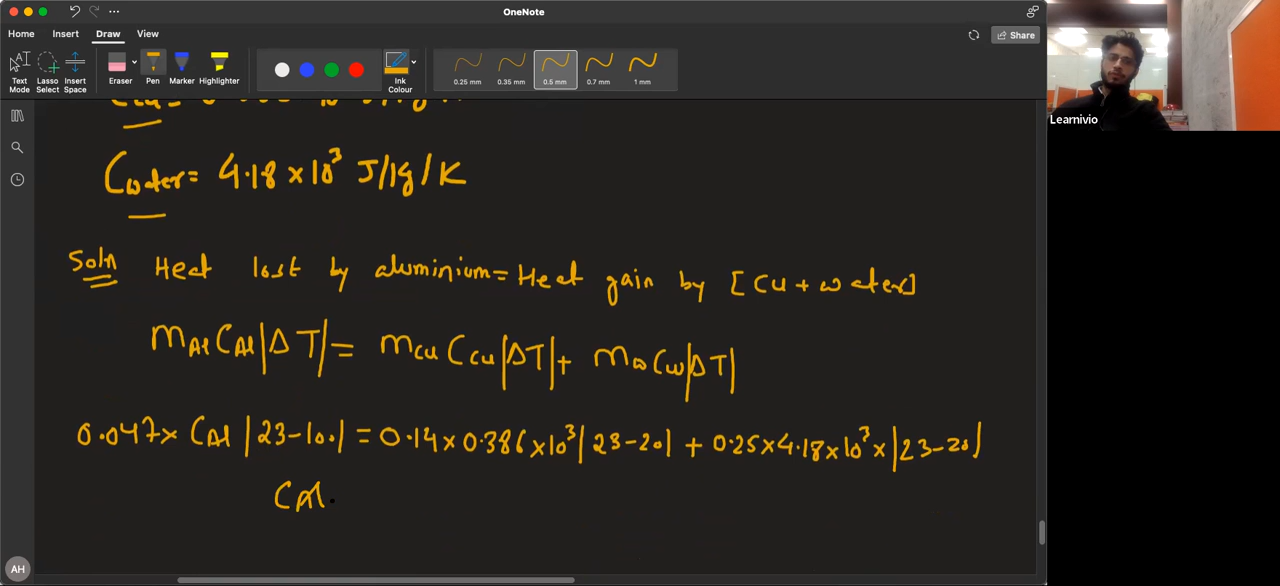 OneNote
Home Insert Draw View
Share
Text Mode
Lasso Select
Insert Space
Eraser
Pen
Marker
Highlighter
Ink Colour
0.25 mm
0.35 mm
0.5 mm
0.7 mm
1 mm
Learnivio
Cwater = 4.18 × 10³ J/kg/K
Soln Heat lost by aluminium = Heat gain by [Cu + water]
mAl CAl |ΔT| = mCu CCu |ΔT| + mw Cw |ΔT|
0.047 × CAl |23-100| = 0.14 × 0.386 × 10³ |23-20| + 0.25 × 4.18 × 10³ × |23-20|
CAl
AH